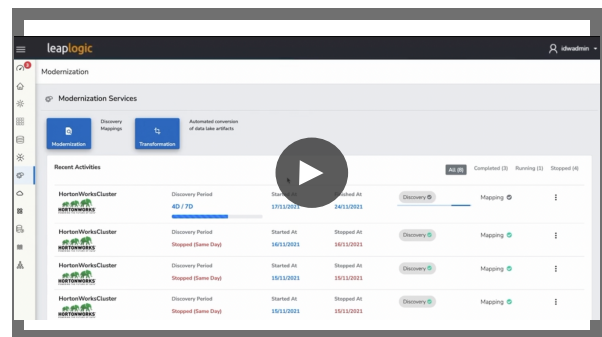 leaplogic
idwadmin
Modernization
Modernization Services
Modernization
Discovery
Mappings
Transformation
Automated conversion
of data lake artifacts
Recent Activities
All (8) Completed (3) Running (1) Stopped (4)
HortonWorksCluster Discovery Period Started At Finished At Discovery Mapping
HORTONWORKS 4D / 7D 17/11/2021 24/11/2021
HortonWorksCluster Discovery Period Started At Stopped At Discovery Mapping
HORTONWORKS Stopped (Same Day) 16/11/2021 16/11/2021
HortonWorksCluster Discovery Period Started At Stopped At Discovery Mapping
HORTONWORKS Stopped (Same Day) 15/11/2021 15/11/2021
HortonWorksCluster Discovery Period Started At Stopped At Discovery Mapping
HORTONWORKS Stopped (Same Day) 15/11/2021 15/11/2021